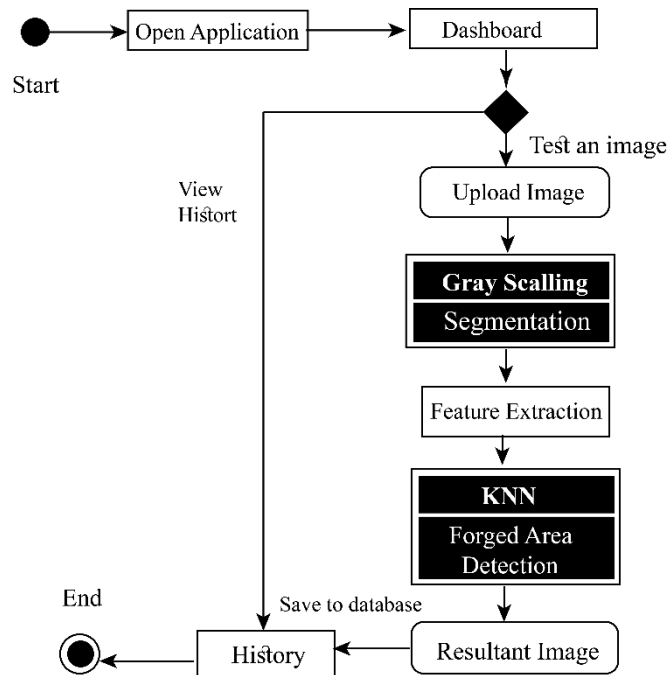 Open Application
Dashboard
Start
Test an image
View
Histort
Upload Image
Gray Scalling
Segmentation
Feature Extraction
KNN
Forged Area
Detection
End
Save to database
History
Resultant Image